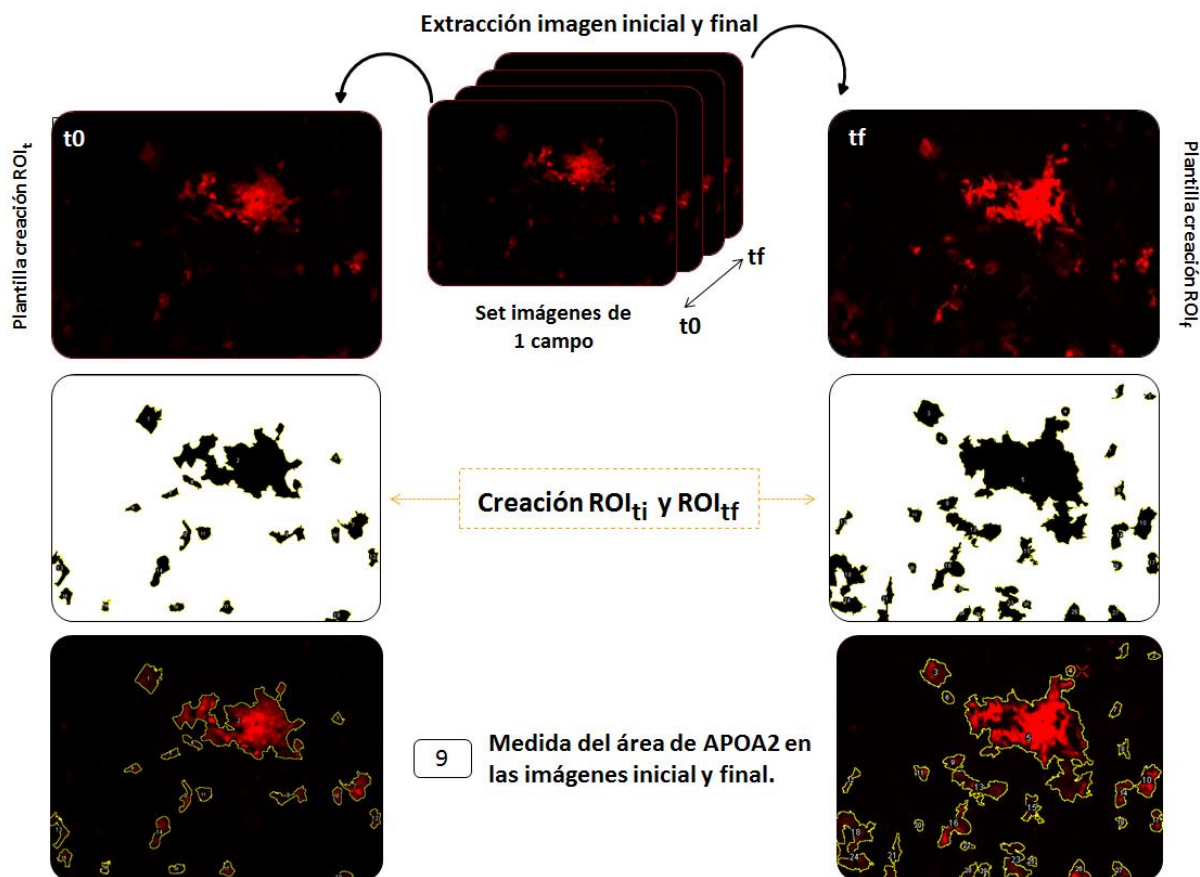 Extracción imagen inicial y final
Plantilla creación ROIt
t0
tf
Plantilla creación ROIf
tf
t0
Set imágenes de
1 campo
Creación ROIti y ROItf
9
Medida del área de APOA2 en
las imágenes inicial y final.